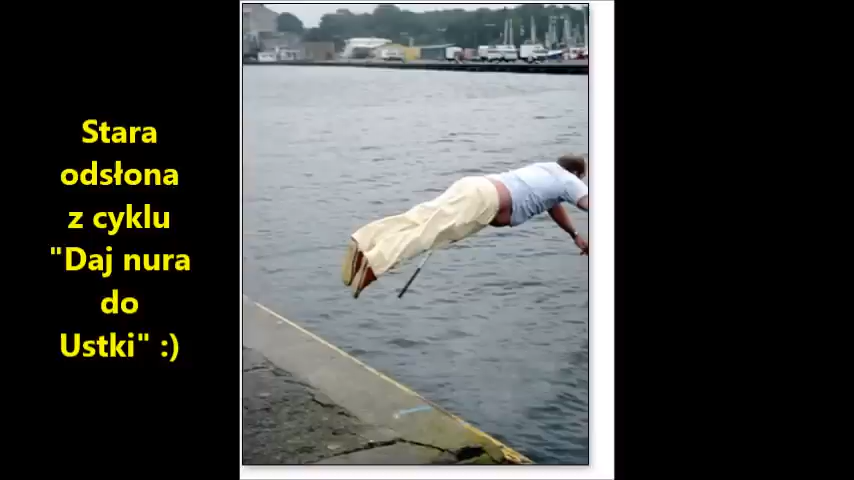 Stara
odsłona
z cyklu
"Daj nura
do
Ustki" :)